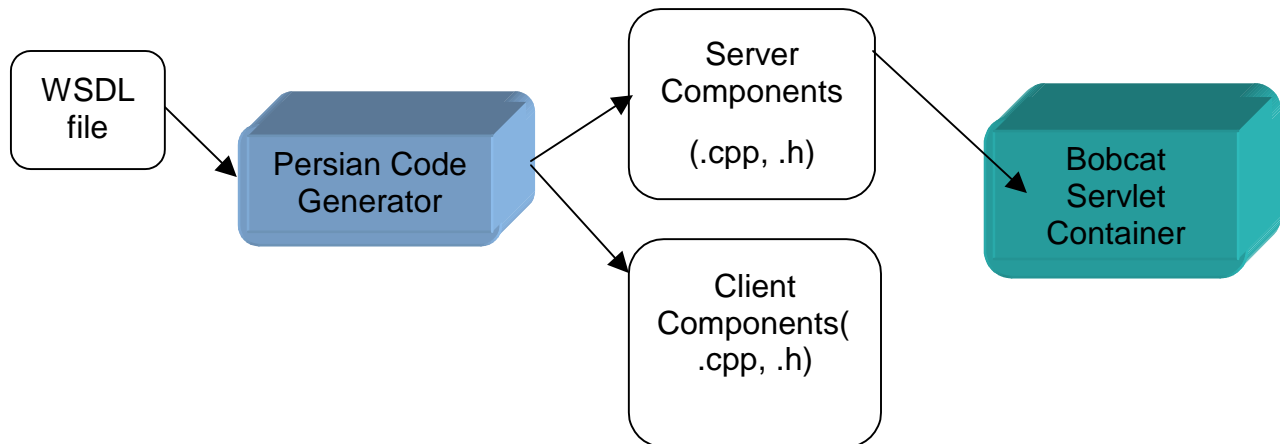 WSDL
file
Persian Code
Generator
Server
Components
(.cpp, .h)
Client
Components(
.cpp, .h)
Bobcat
Servlet
Container